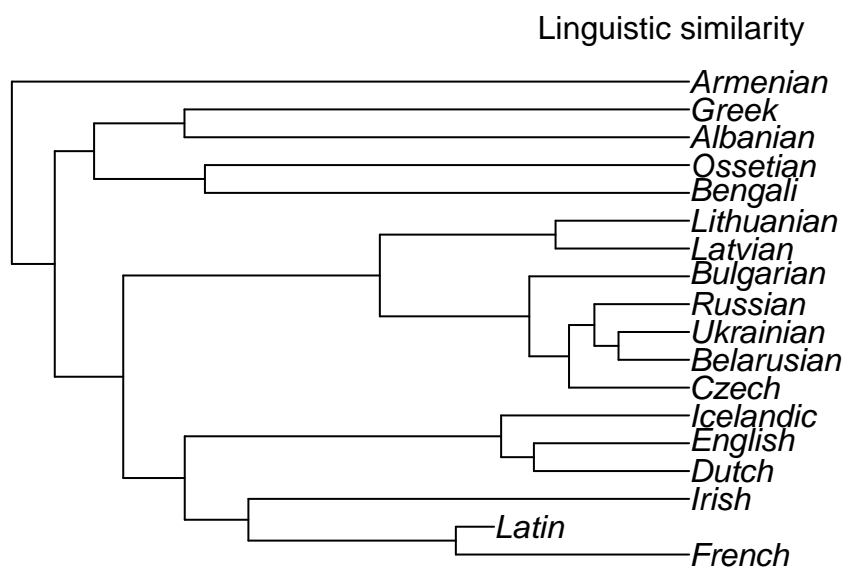 Linguistic similarity
Armenian
Greek
Albanian
Ossetian
Bengali
Lithuanian
Latvian
Bulgarian
Russian
Ukrainian
Belarusian
Czech
Icelandic
English
Dutch
Irish
Latin
French